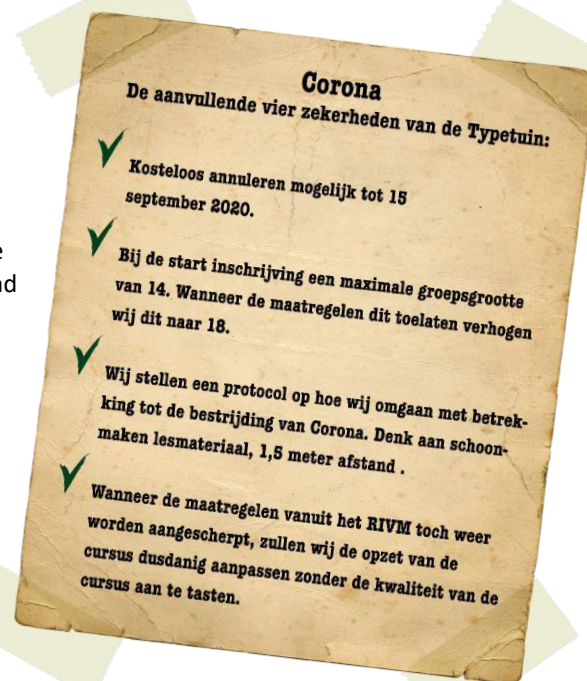 Corona
De aanvullende vier zekerheden van de Typetuin:
Kosteloos annuleren mogelijk tot 15
september 2020.
Bij de start inschrijving een maximale groepsgrootte
van 14. Wanneer de maatregelen dit toelaten verhogen
wij dit naar 18.
Wij stellen een protocol op hoe wij omgaan met betrek-
king tot de bestrijding van Corona. Denk aan schoon-
maken lesmateriaal, 1,5 meter afstand .
Wanneer de maatregelen vanuit het RIVM toch weer
worden aangescherpt, zullen wij de opzet van de
cursus dusdanig aanpassen zonder de kwaliteit van de
cursus aan te tasten.